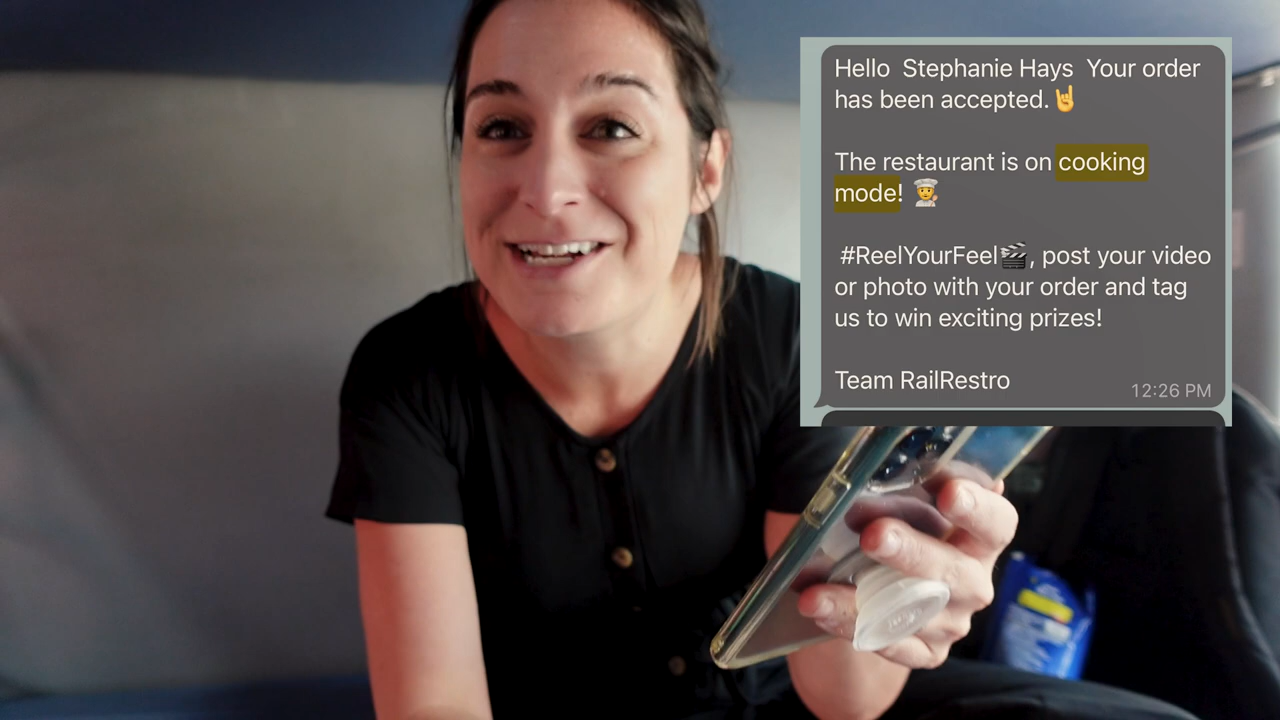 Hello  Stephanie Hays  Your order
has been accepted.🤘
The restaurant is on cooking
mode! 👨‍🍳
#ReelYourFeel🎬, post your video
or photo with your order and tag
us to win exciting prizes!
Team RailRestro
12:26 PM